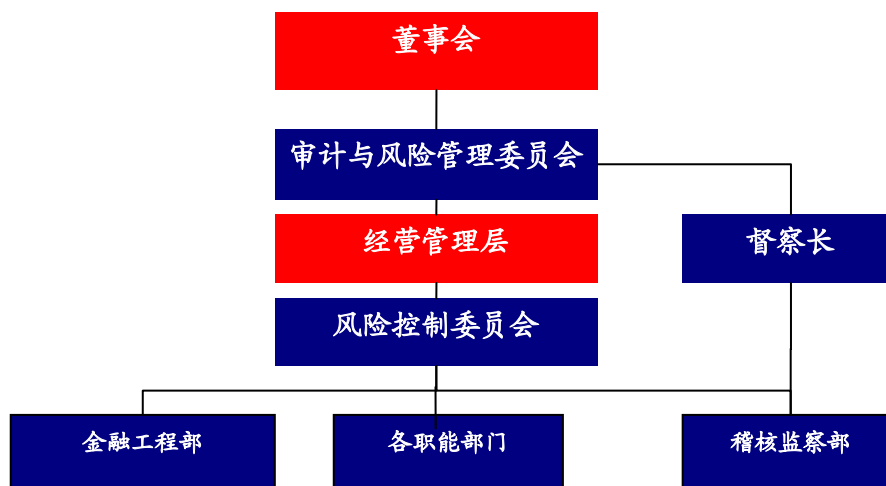 董事会
审计与风险管理委员会
经营管理层
督察长
风险控制委员会
金融工程部
各职能部门
稽核监察部